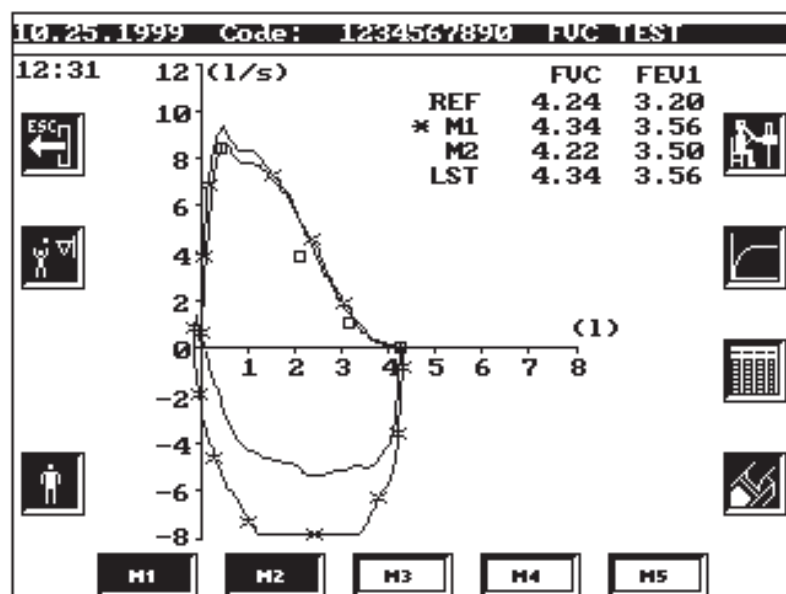 10.25.1999 Code: 1234567890 FVC TEST
12:31 12 (l/s) FVC FEV1
10 REF 4.24 3.20
ESC * M1 4.34 3.56
8 M2 4.22 3.50
LST 4.34 3.56
6
4
2
(l)
0 1 2 3 4 5 6 7 8
-2
-4
-6
-8
M1 M2 M3 M4 M5